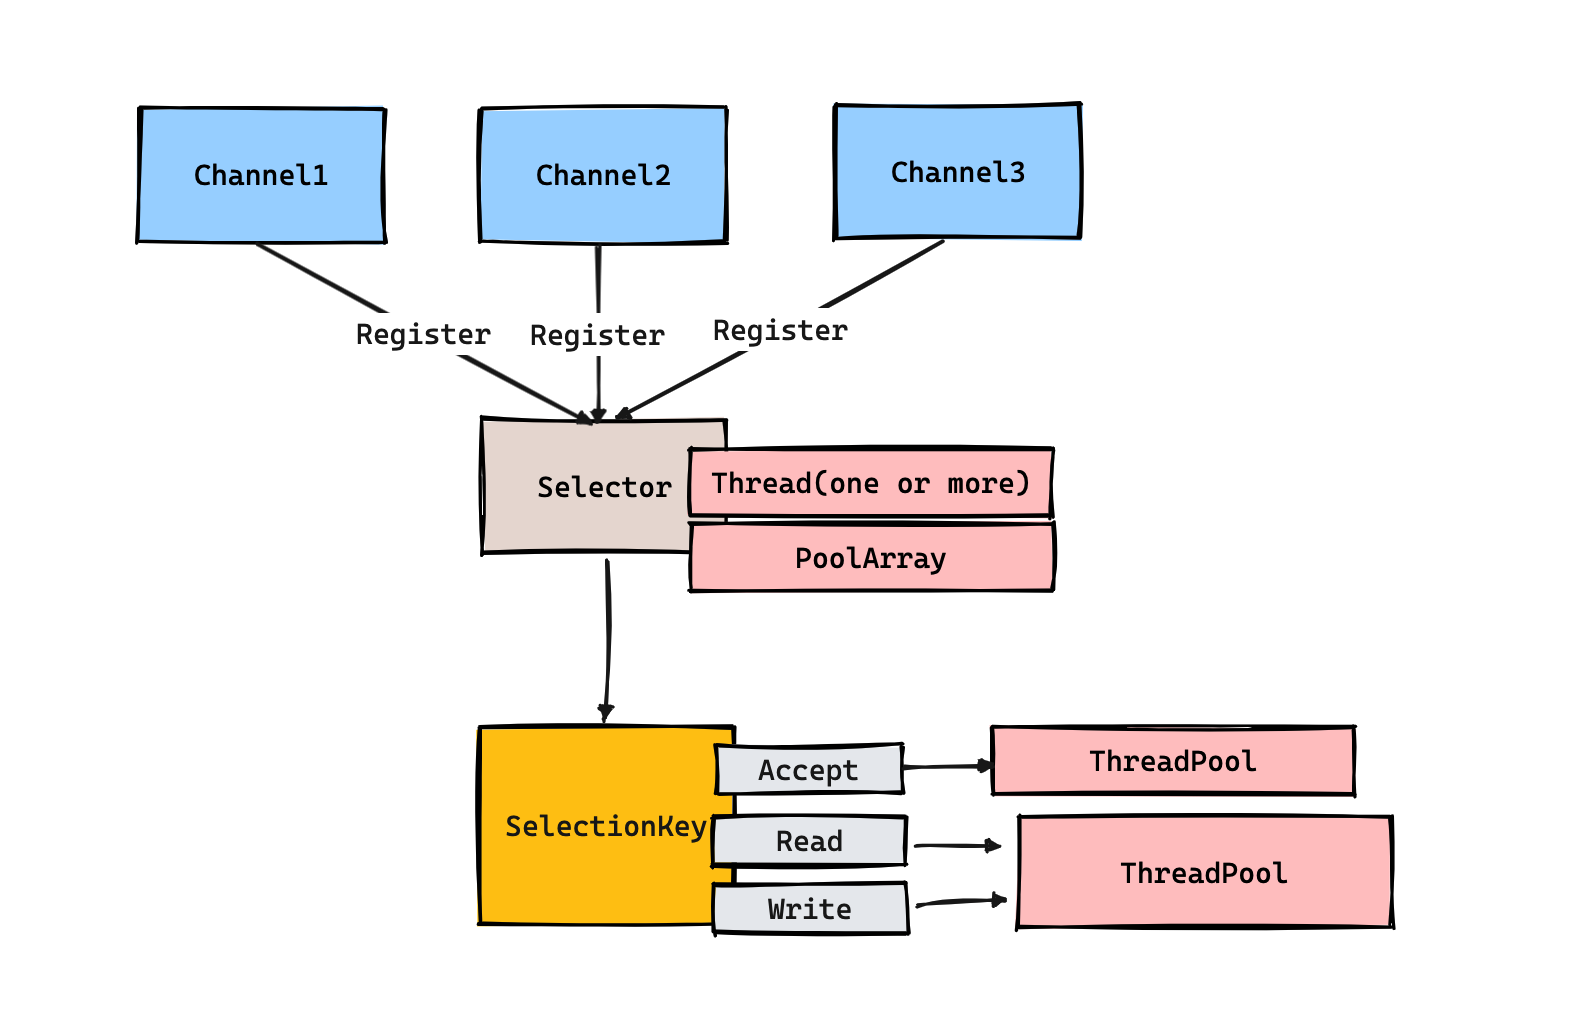 Channel1
Channel2
Channel3
Register
Register
Register
Selector
Thread(one or more)
PoolArray
SelectionKey
Accept
ThreadPool
Read
ThreadPool
Write